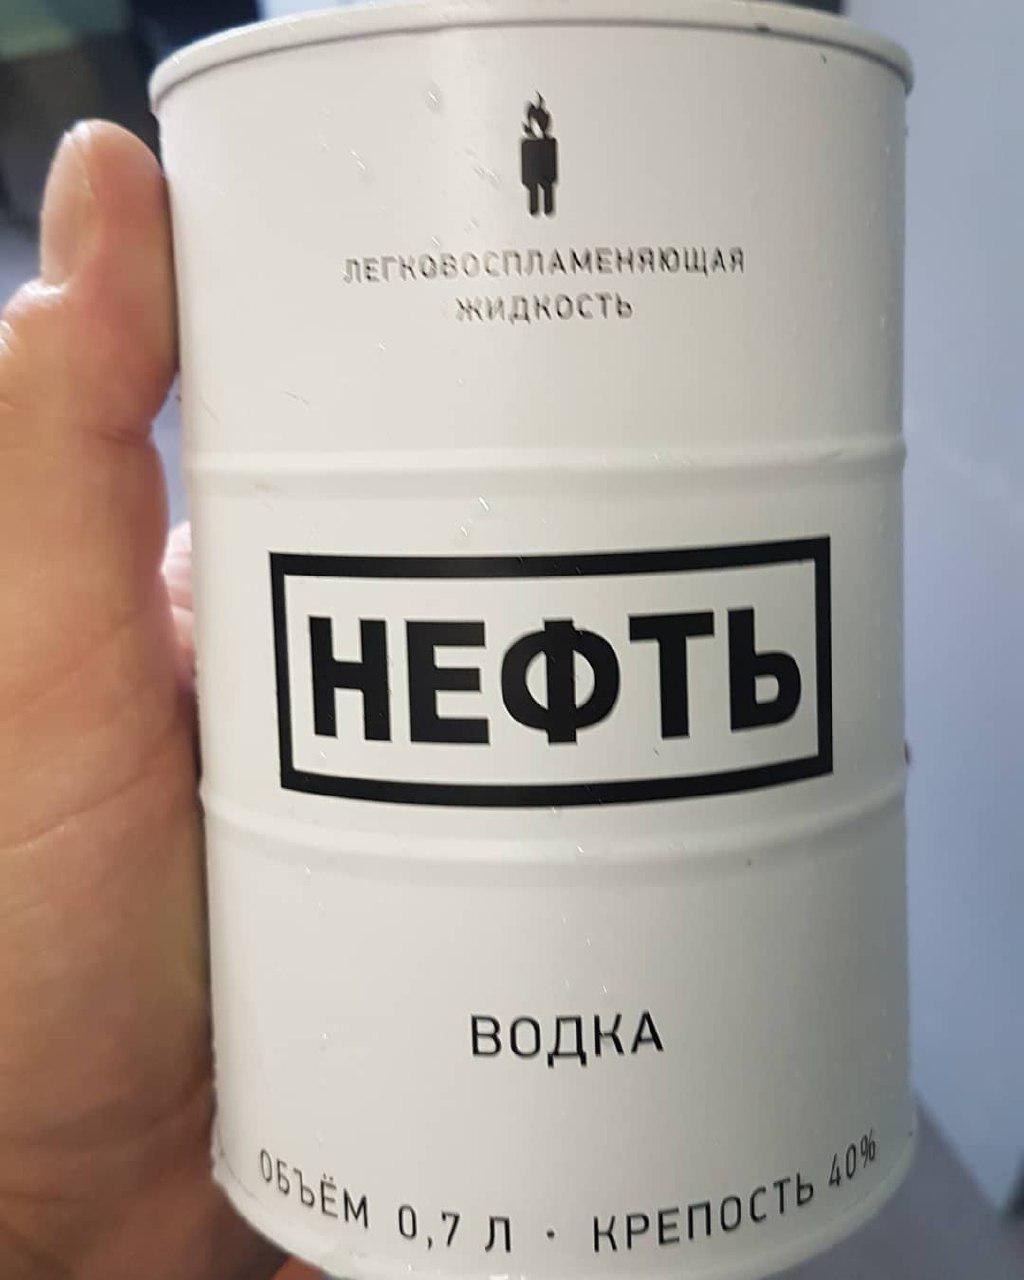 ЛЕГКОВОСПЛАМЕНЯЮЩАЯ
ЖИДКОСТЬ
НЕФТЬ
ВОДКА
ОБЪЁМ 0,7 Л · КРЕПОСТЬ 40%